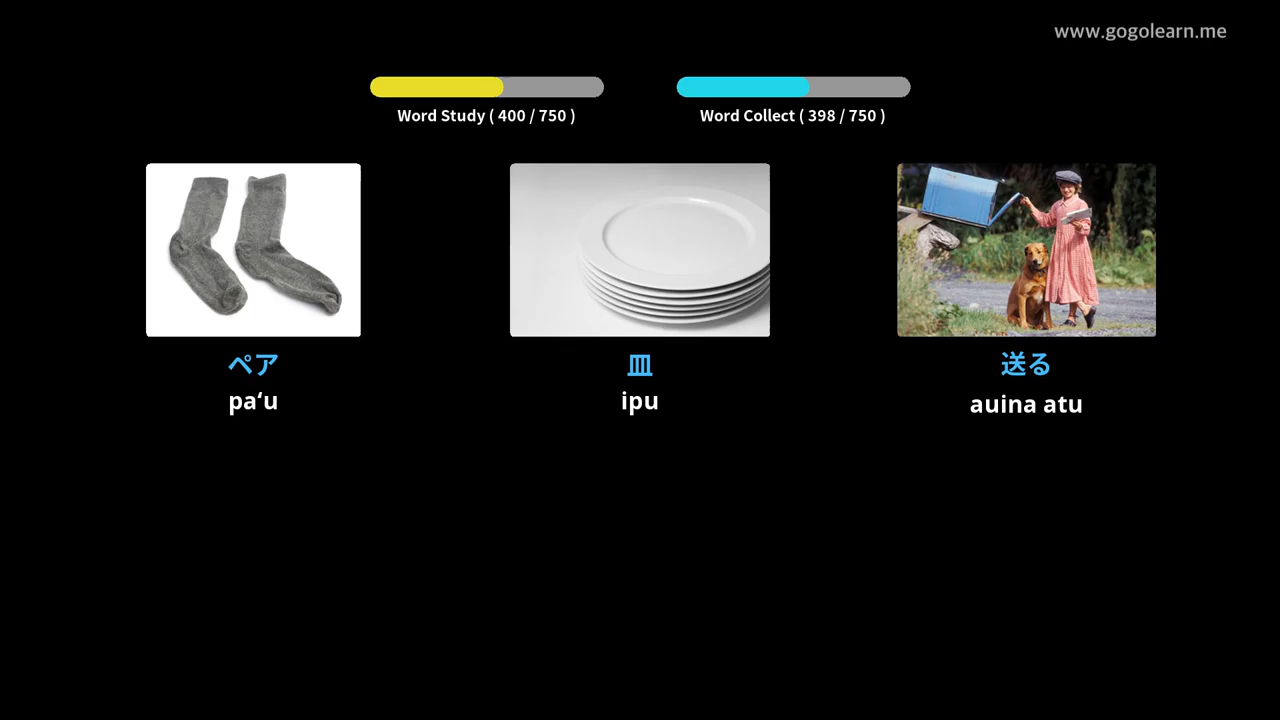 www.gogolearn.me
Word Study ( 400 / 750 )
Word Collect ( 398 / 750 )
ペア
pa‘u
皿
ipu
送る
auina atu